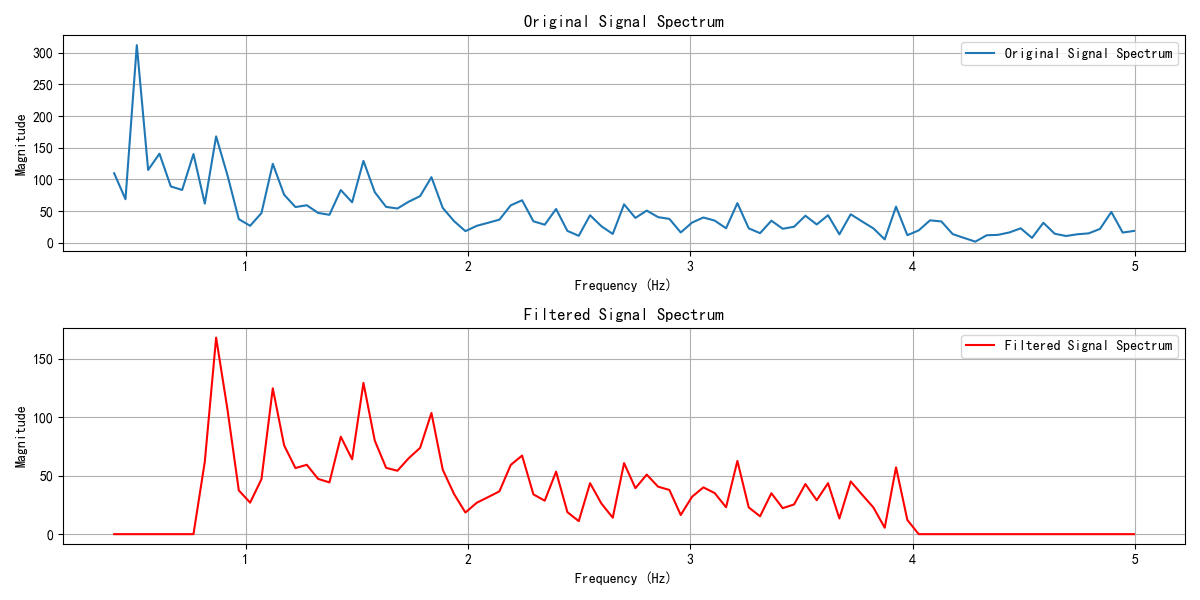 Original Signal Spectrum
Original Signal Spectrum
Magnitude
300
250
200
150
100
50
0
1
2
3
4
5
Frequency (Hz)
Filtered Signal Spectrum
Filtered Signal Spectrum
Magnitude
150
100
50
0
1
2
3
4
5
Frequency (Hz)